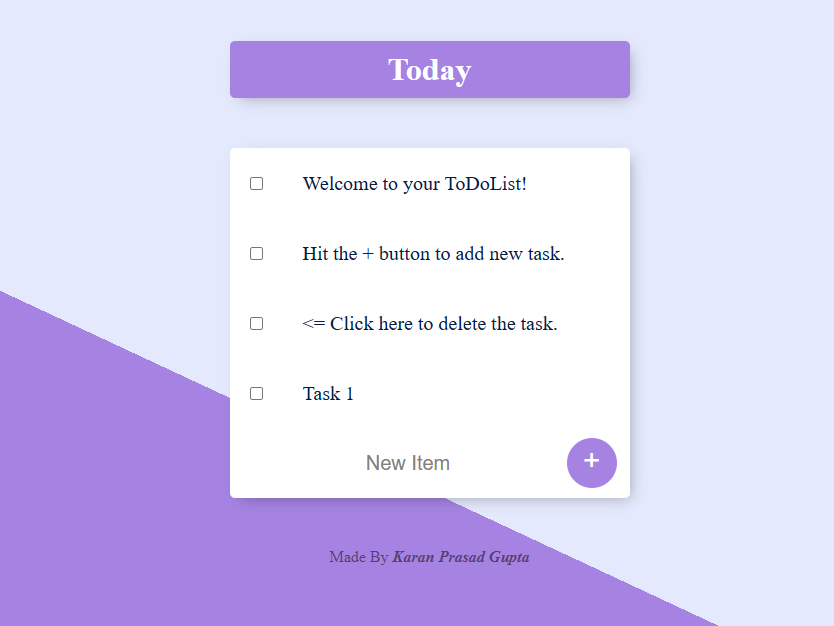 Today
Welcome to your ToDoList!
Hit the + button to add new task.
<= Click here to delete the task.
Task 1
New Item +
Made By Karan Prasad Gupta